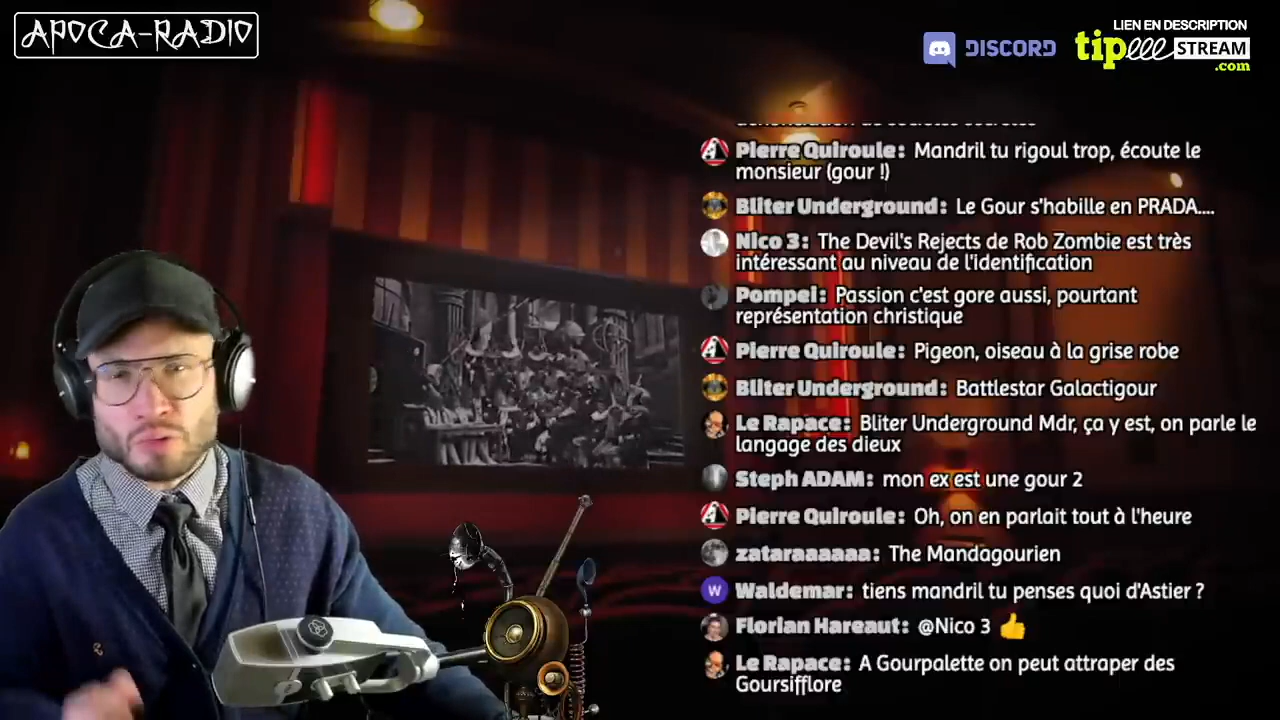 APOCA-RADIO
LIEN EN DESCRIPTION
DISCORD
tipeee STREAM
.com
Pierre Quiroule: Mandril tu rigoul trop, écoute le
monsieur (gour !)
Bliter Underground: Le Gour s'habille en PRADA....
Nico 3: The Devil's Rejects de Rob Zombie est très
intéressant au niveau de l'identification
Pompei: Passion c'est gore aussi, pourtant
représentation christique
Pierre Quiroule: Pigeon, oiseau à la grise robe
Bliter Underground: Battlestar Galactigour
Le Rapace: Bliter Underground Mdr, ça y est, on parle le
langage des dieux
Steph ADAM: mon ex est une gour 2
Pierre Quiroule: Oh, on en parlait tout à l'heure
zataraaaaaa: The Mandagourien
W Waldemar: tiens mandril tu penses quoi d'Astier ?
Florian Hareaut: @Nico 3 👍
Le Rapace: A Gourpalette on peut attraper des
Goursifflore